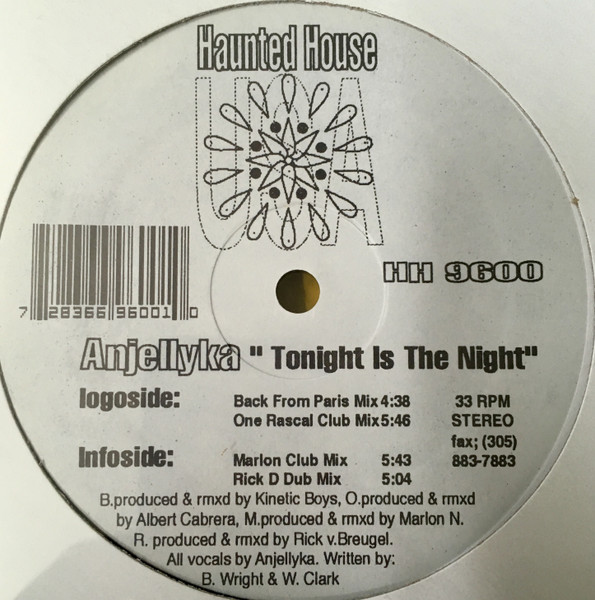 Haunted House
USA
HH 9600
7 28366 96001 0
Anjellyka " Tonight Is The Night"
logoside: Back From Paris Mix 4:38 33 RPM
One Rascal Club Mix 5:46 STEREO
fax; (305)
Infoside: Marlon Club Mix 5:43 883-7883
Rick D Dub Mix 5:04
B.produced & rmxd by Kinetic Boys, O.produced & rmxd
by Albert Cabrera, M.produced & rmxd by Marlon N.
R. produced & rmxd by Rick v.Breugel.
All vocals by Anjellyka. Written by:
B. Wright & W. Clark